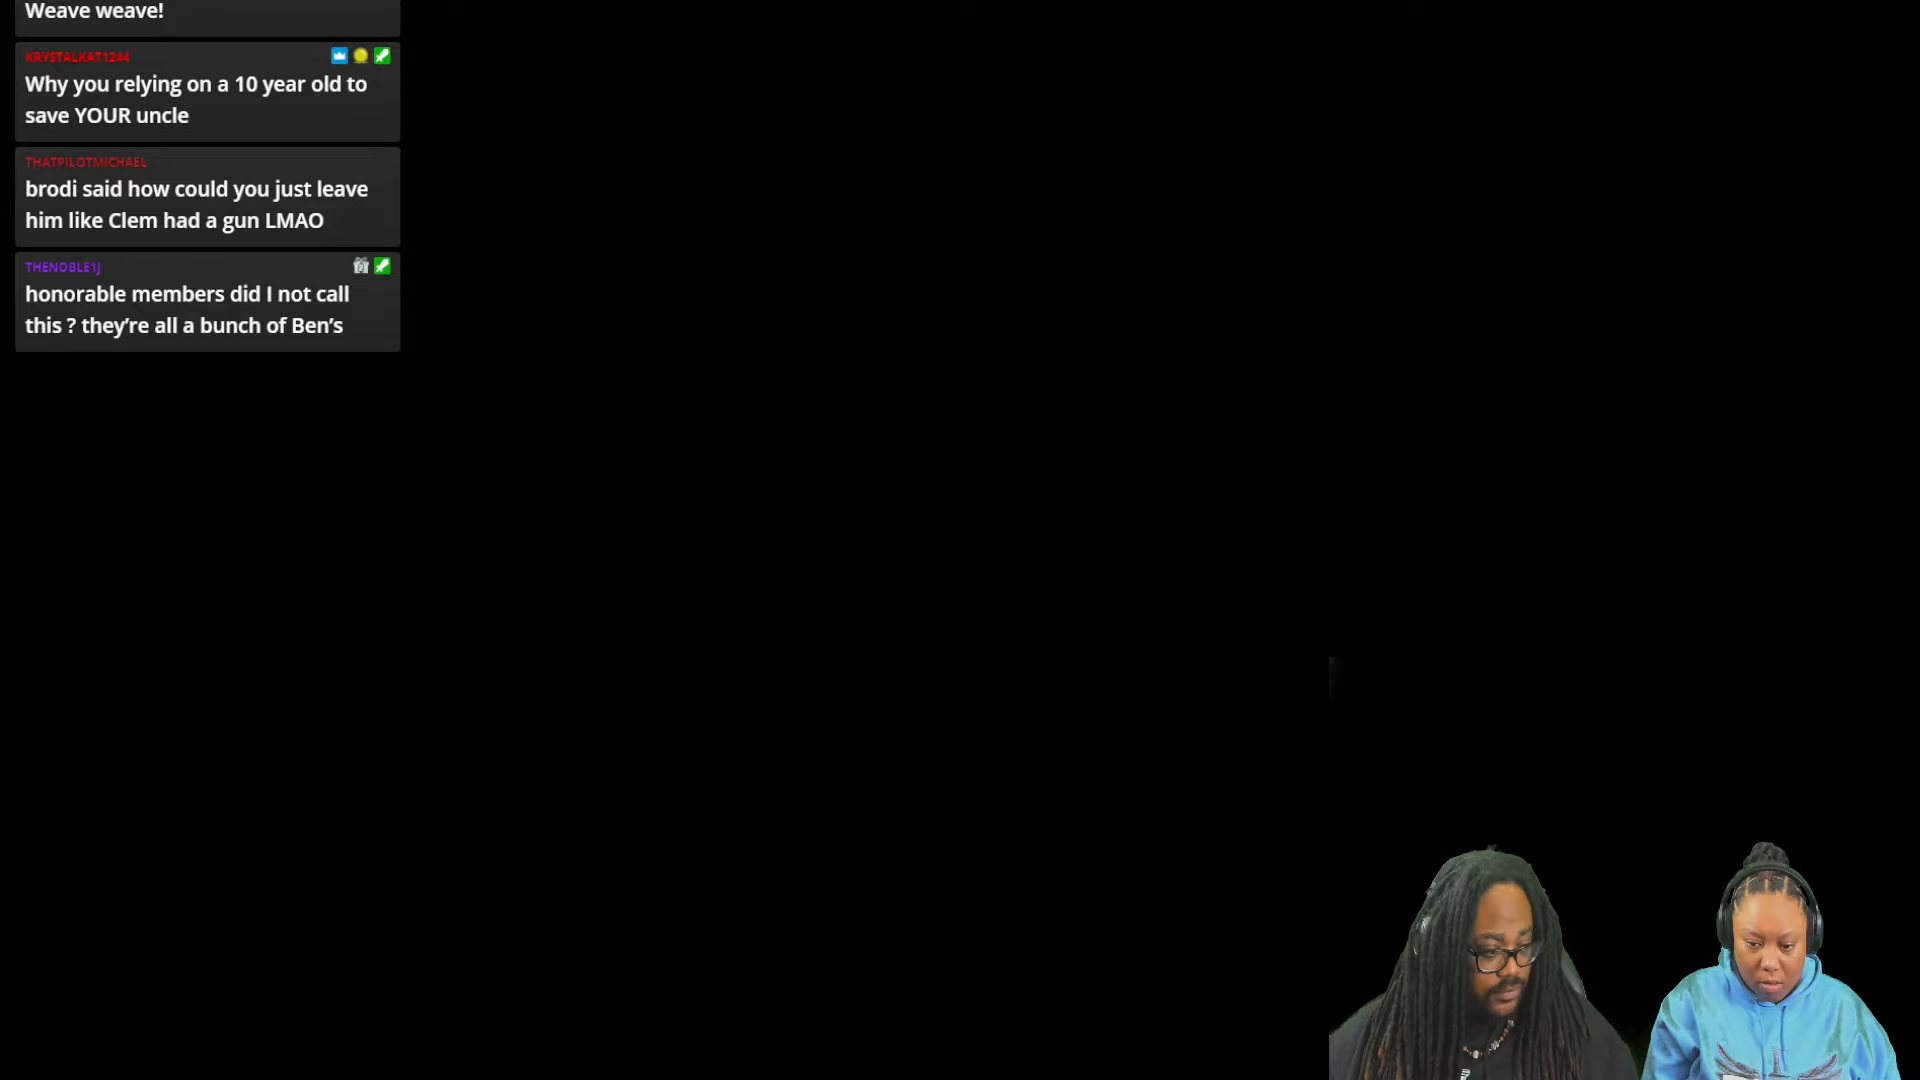 Weave weave!
KRYSTALKAT1244
Why you relying on a 10 year old to
save YOUR uncle
THATPILOTMICHAEL
brodi said how could you just leave
him like Clem had a gun LMAO
THENOBLE1J
honorable members did I not call
this ? they’re all a bunch of Ben’s